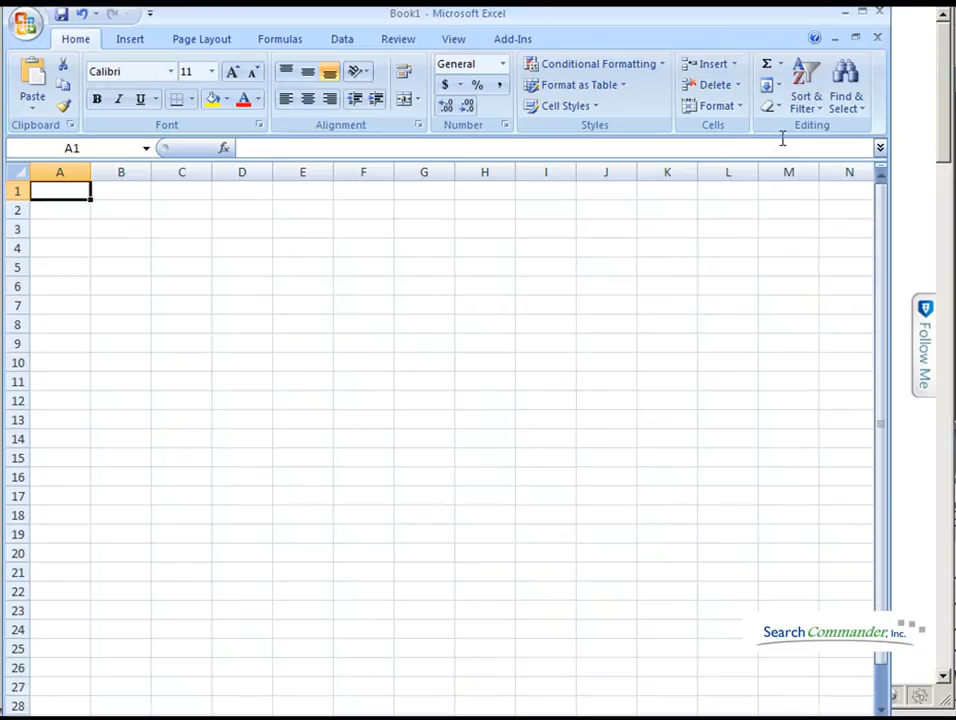 Book1 - Microsoft Excel
Home Insert Page Layout Formulas Data Review View Add-Ins
Calibri 11 General Conditional Formatting Insert Σ
Paste B I U A $ % , Format as Table Delete Sort & Filter Find & Select
Cell Styles Format
Clipboard Font Alignment Number Styles Cells Editing
A1 fx
A B C D E F G H I J K L M N
1
2
3
4
5
6
7
8
9
10
11
12
13
14
15
16
17
18
19
20
21
22
23
24
25
26
27
28
Follow Me
Search Commander, Inc.